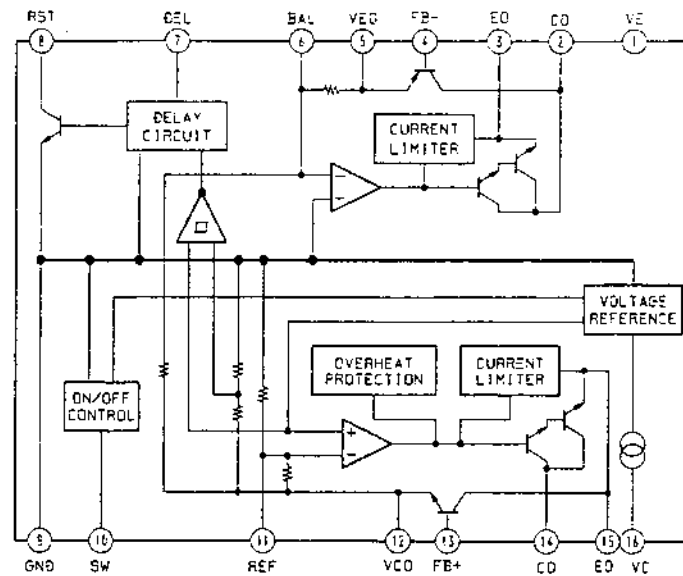 RST DEL BAL VEO FB- EO CO VE
8 7 6 5 4 3 2 1
DELAY
CIRCUIT
CURRENT
LIMITER
VOLTAGE
REFERENCE
OVERHEAT
PROTECTION
CURRENT
LIMITER
ON/OFF
CONTROL
9 10 11 12 13 14 15 16
GND SW REF VCO FB+ CO EO VC